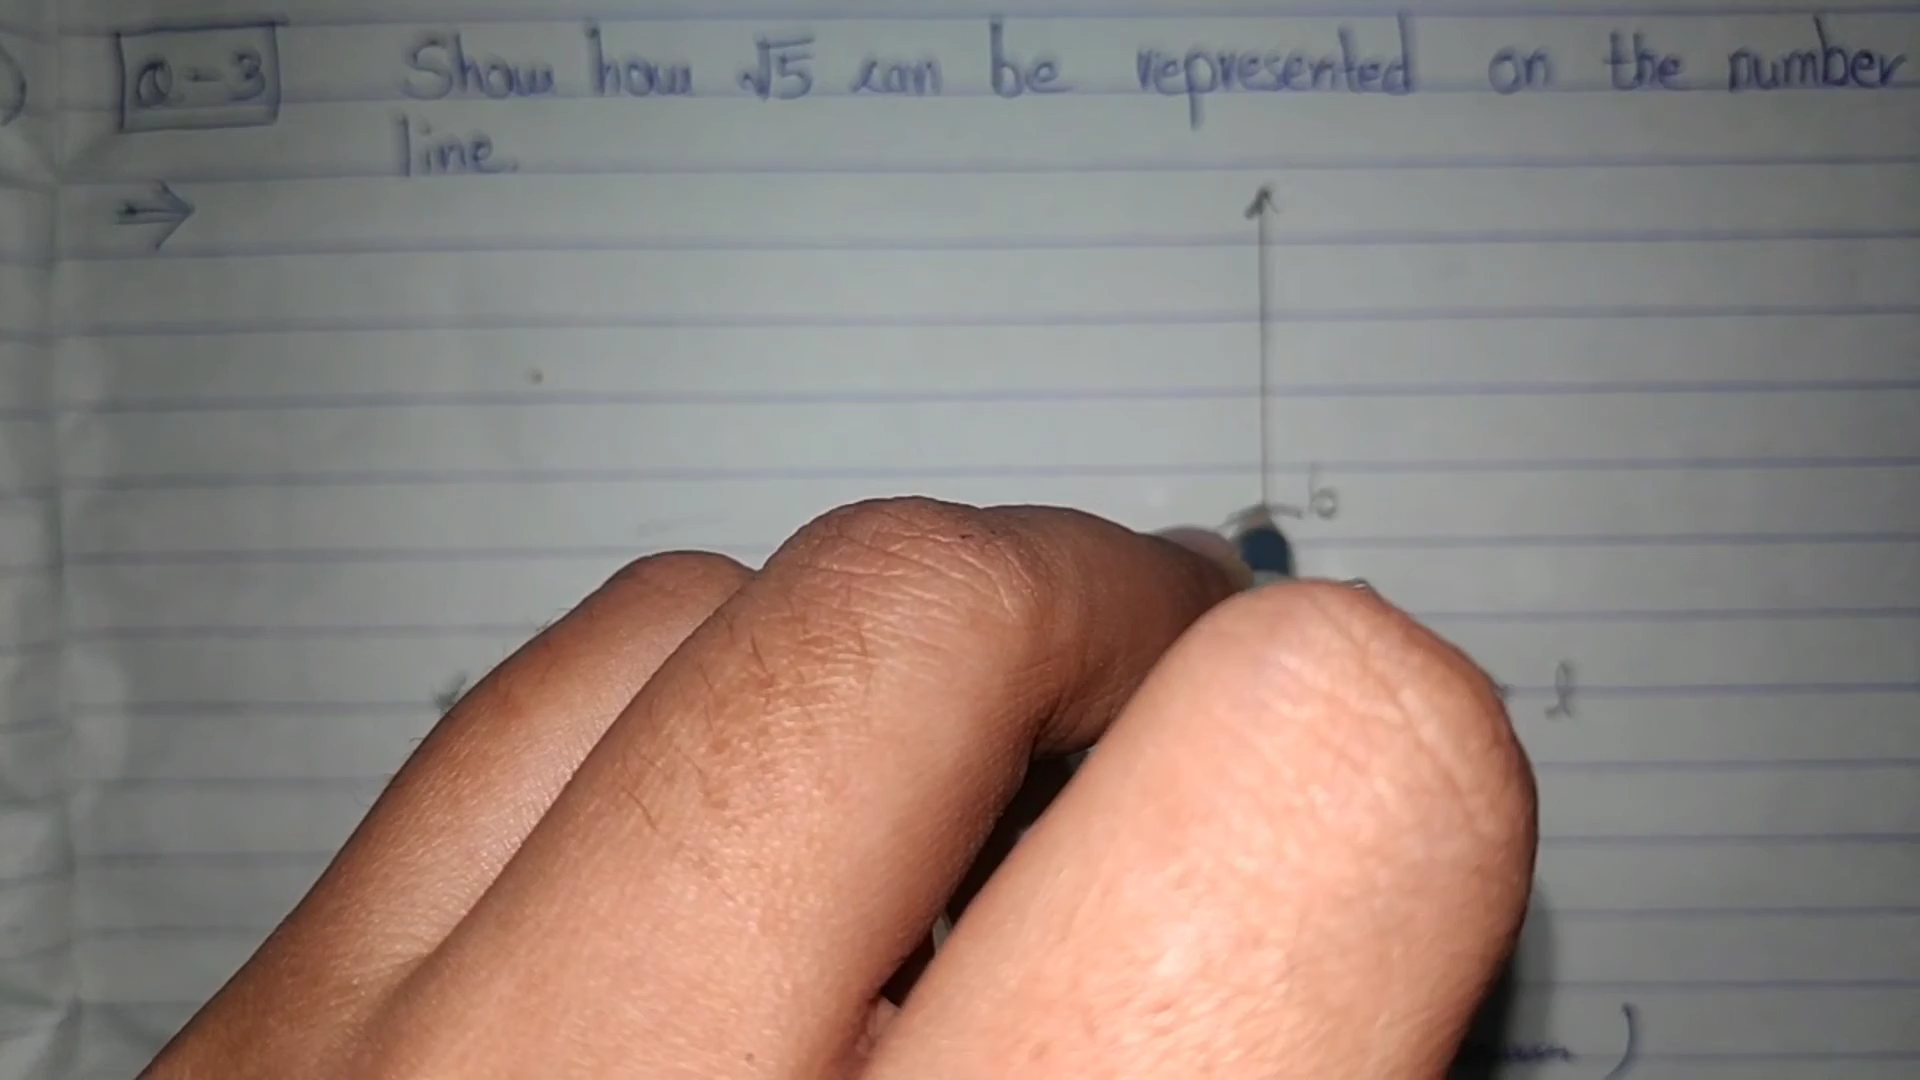 Q-3 Show how √5 can be represented on the number
line.
b
l
)